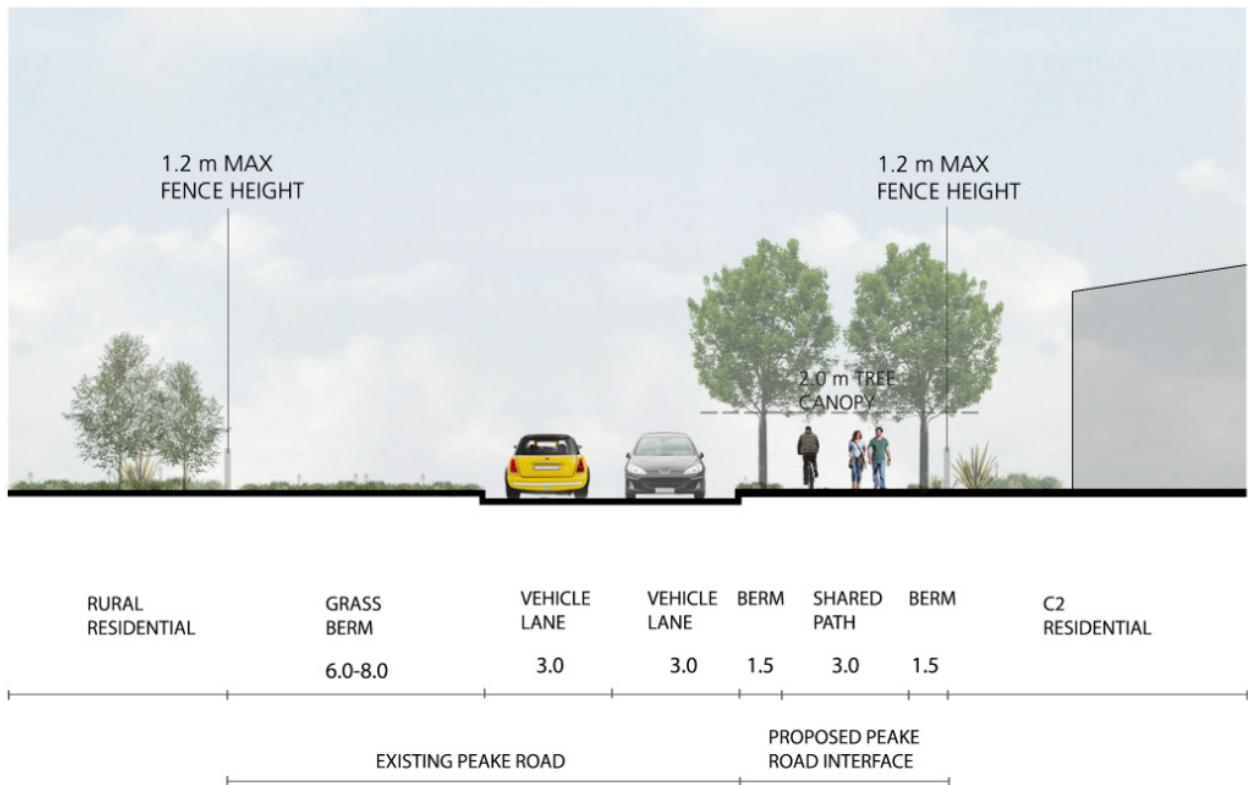 1.2 m MAX
FENCE HEIGHT
1.2 m MAX
FENCE HEIGHT
2.0 m TREE
CANOPY
RURAL
RESIDENTIAL
GRASS
BERM
6.0-8.0
VEHICLE
LANE
3.0
VEHICLE
LANE
3.0
BERM
1.5
SHARED
PATH
3.0
BERM
1.5
C2
RESIDENTIAL
EXISTING PEAKE ROAD
PROPOSED PEAKE
ROAD INTERFACE